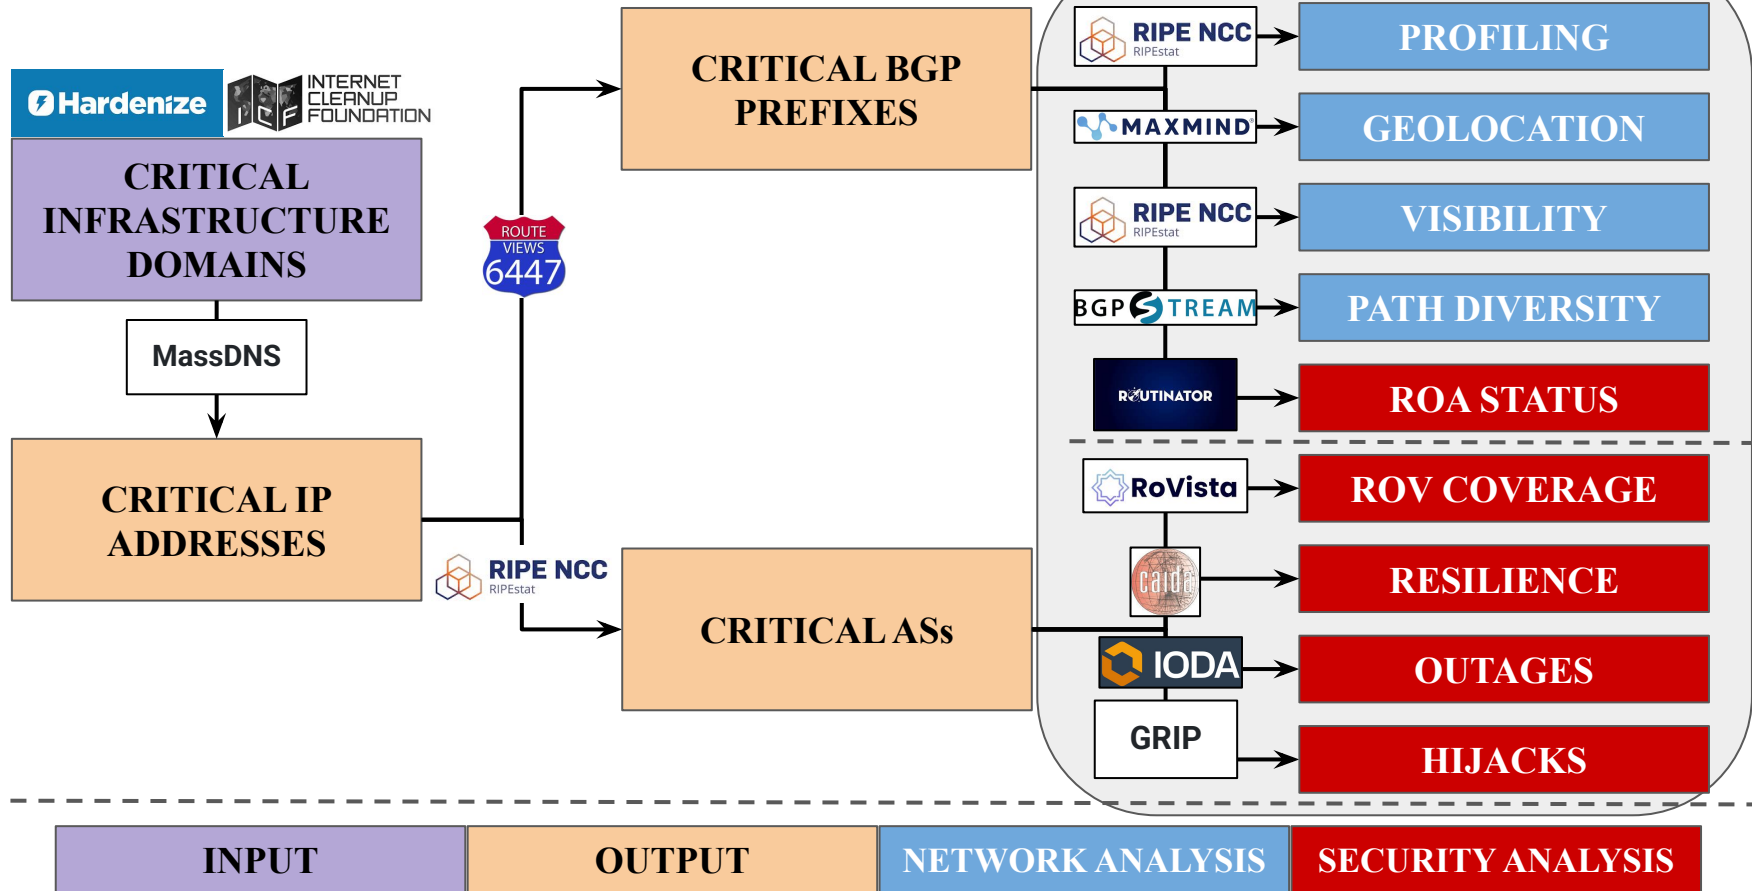 Hardenize
ICF
INTERNET
CLEANUP
FOUNDATION
CRITICAL
INFRASTRUCTURE
DOMAINS
MassDNS
CRITICAL IP
ADDRESSES
ROUTE
VIEWS
6447
RIPE NCC
RIPEstat
CRITICAL BGP
PREFIXES
CRITICAL ASs
RIPE NCC
RIPEstat
PROFILING
MAXMIND
GEOLOCATION
RIPE NCC
RIPEstat
VISIBILITY
BGPSTREAM
PATH DIVERSITY
ROUTINATOR
ROA STATUS
RoVista
ROV COVERAGE
caida
RESILIENCE
IODA
OUTAGES
GRIP
HIJACKS
INPUT
OUTPUT
NETWORK ANALYSIS
SECURITY ANALYSIS